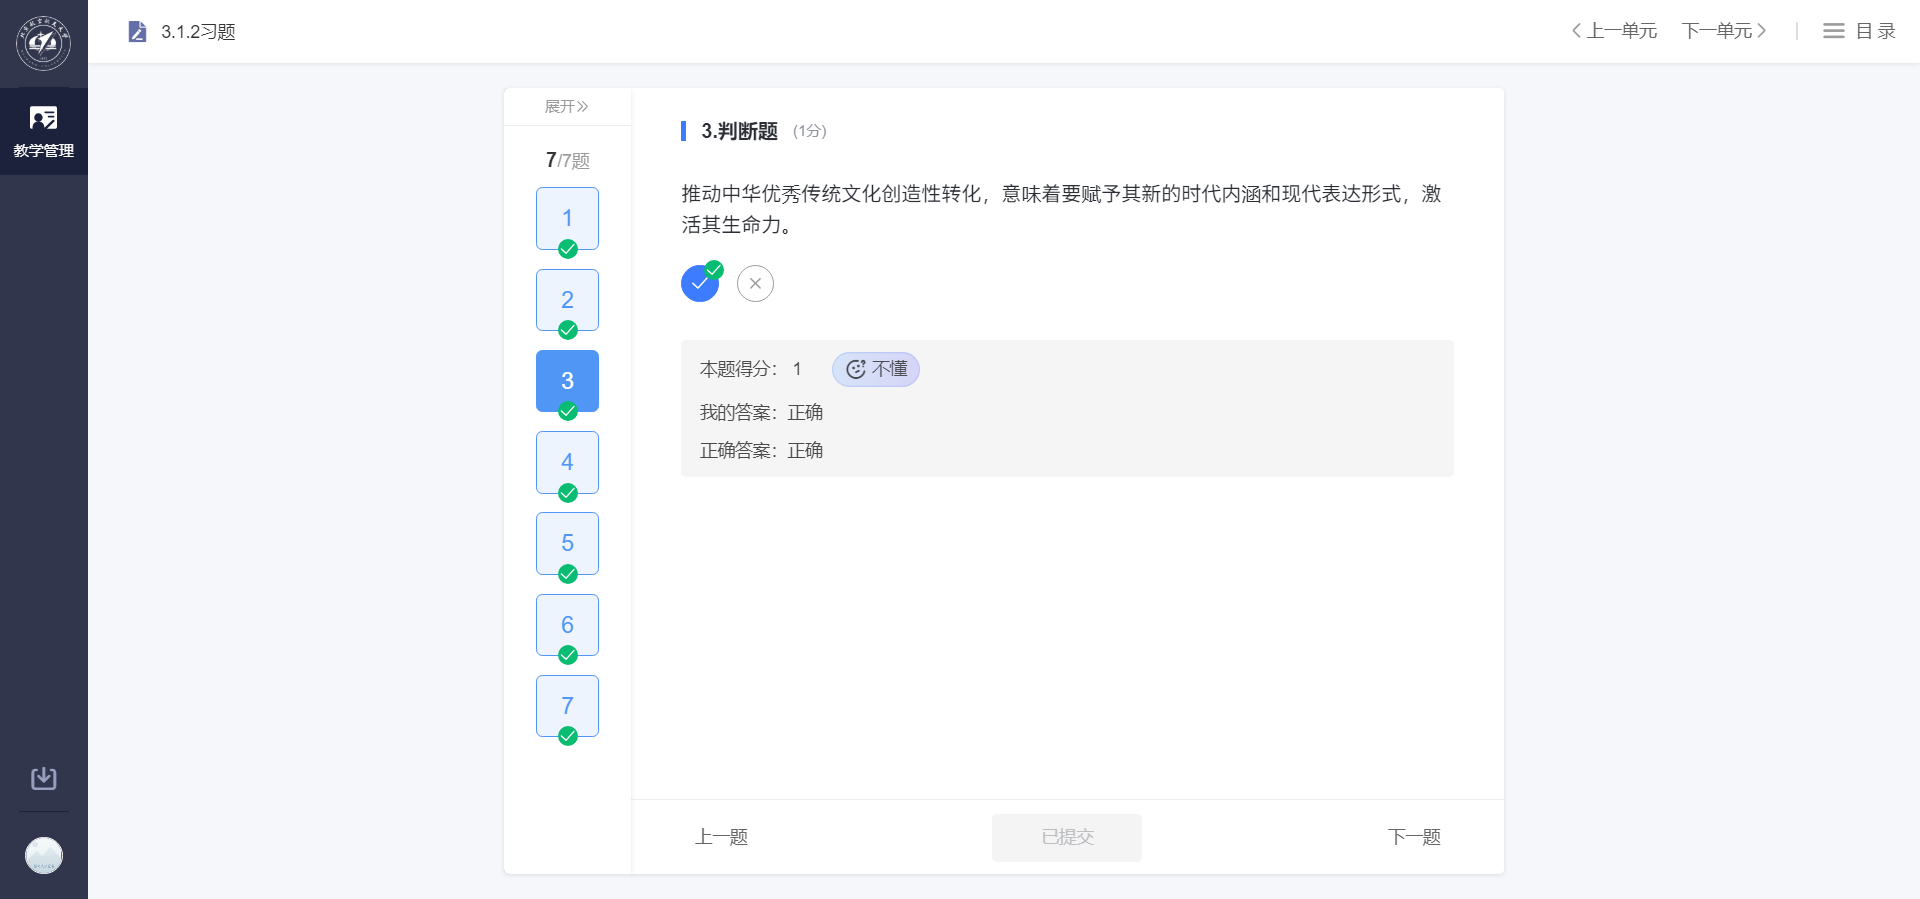 3.1.2习题
上一单元
下一单元
目录
教学管理
展开
7/7题
1
2
3
4
5
6
7
3.判断题 (1分)
推动中华优秀传统文化创造性转化，意味着要赋予其新的时代内涵和现代表达形式，激
活其生命力。
本题得分： 1
不懂
我的答案：正确
正确答案：正确
上一题
已提交
下一题